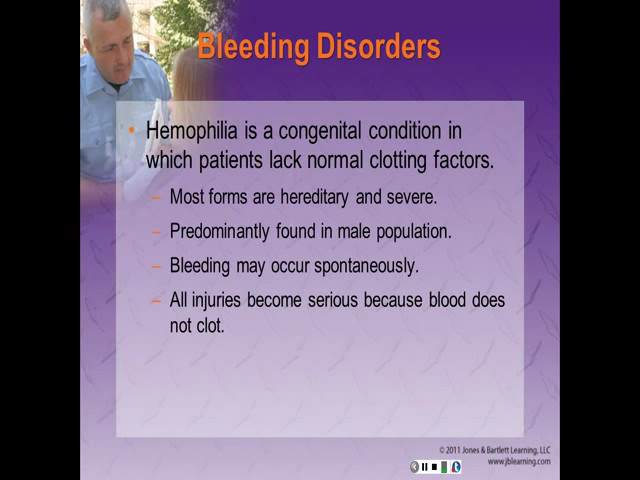 Bleeding Disorders
• Hemophilia is a congenital condition in
which patients lack normal clotting factors.
– Most forms are hereditary and severe.
– Predominantly found in male population.
– Bleeding may occur spontaneously.
– All injuries become serious because blood does
not clot.
© 2011 Jones & Bartlett Learning, LLC
www.jblearning.com